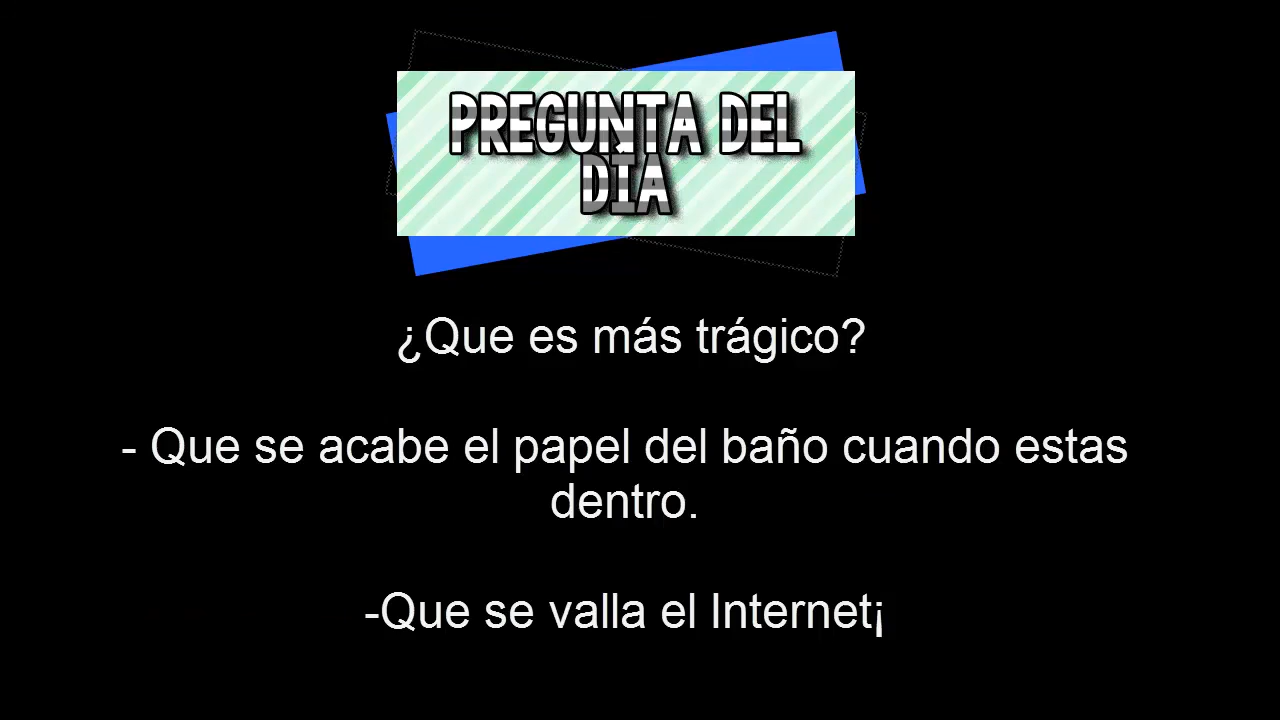 PREGUNTA DEL
DÍA
¿Que es más trágico?
- Que se acabe el papel del baño cuando estas
dentro.
-Que se valla el Internet¡